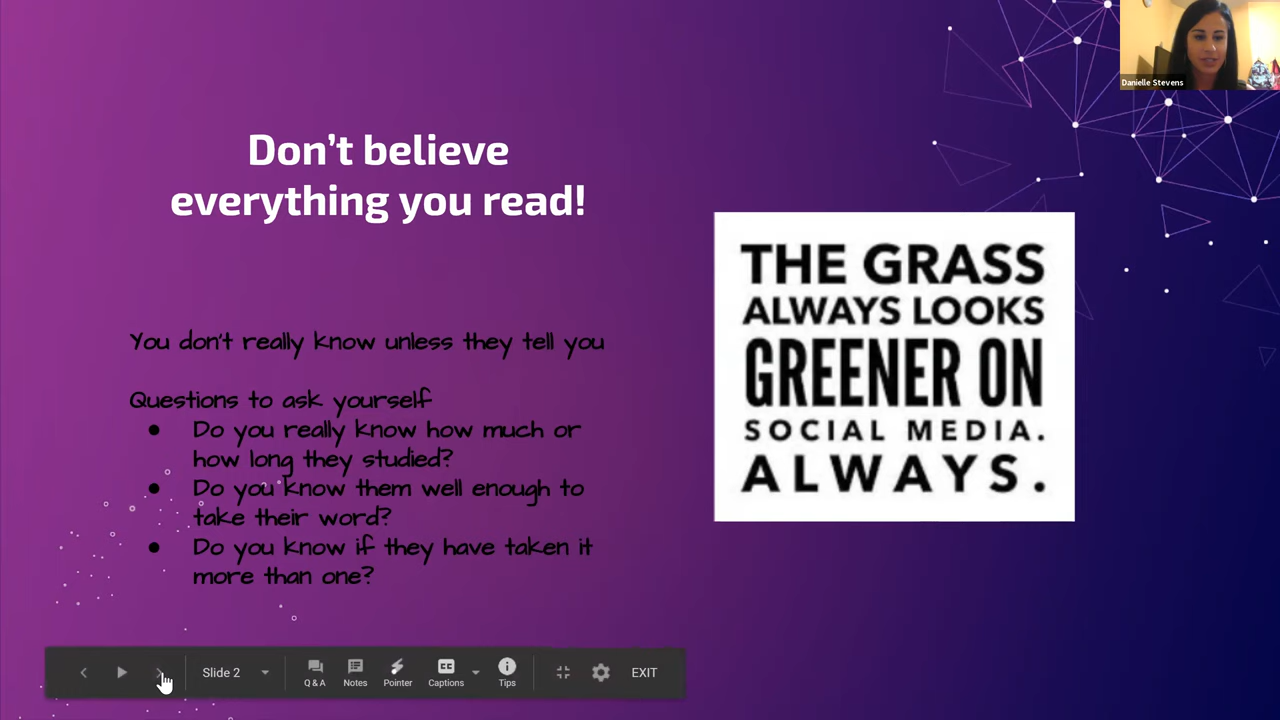 Danielle Stevens
Don't believe
everything you read!
THE GRASS
ALWAYS LOOKS
GREENER ON
SOCIAL MEDIA.
ALWAYS.
You don't really know unless they tell you
Questions to ask yourself
● Do you really know how much or
how long they studied?
● Do you know them well enough to
take their word?
● Do you know if they have taken it
more than one?
Slide 2
Q & A
Notes
Pointer
Captions
Tips
EXIT